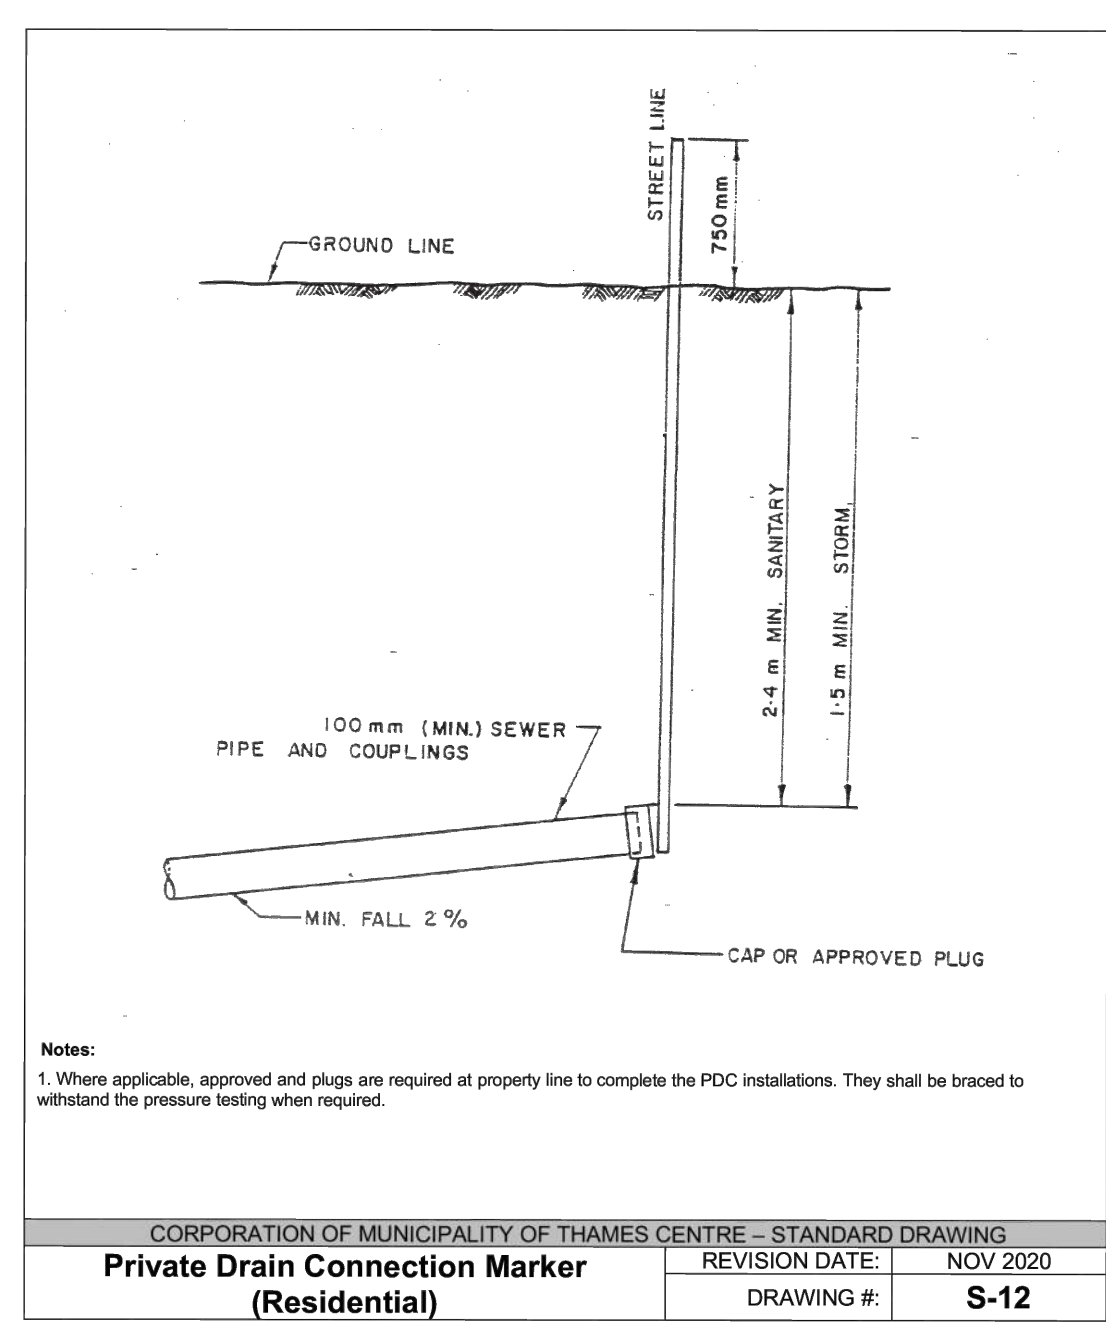 STREET LINE
750 mm
GROUND LINE
2·4 m MIN. SANITARY
1·5 m MIN. STORM
100 mm (MIN.) SEWER
PIPE AND COUPLINGS
MIN. FALL 2 %
CAP OR APPROVED PLUG
Notes:
1. Where applicable, approved and plugs are required at property line to complete the PDC installations. They shall be braced to
withstand the pressure testing when required.
CORPORATION OF MUNICIPALITY OF THAMES CENTRE – STANDARD DRAWING
Private Drain Connection Marker
(Residential)
REVISION DATE: NOV 2020
DRAWING #: S-12